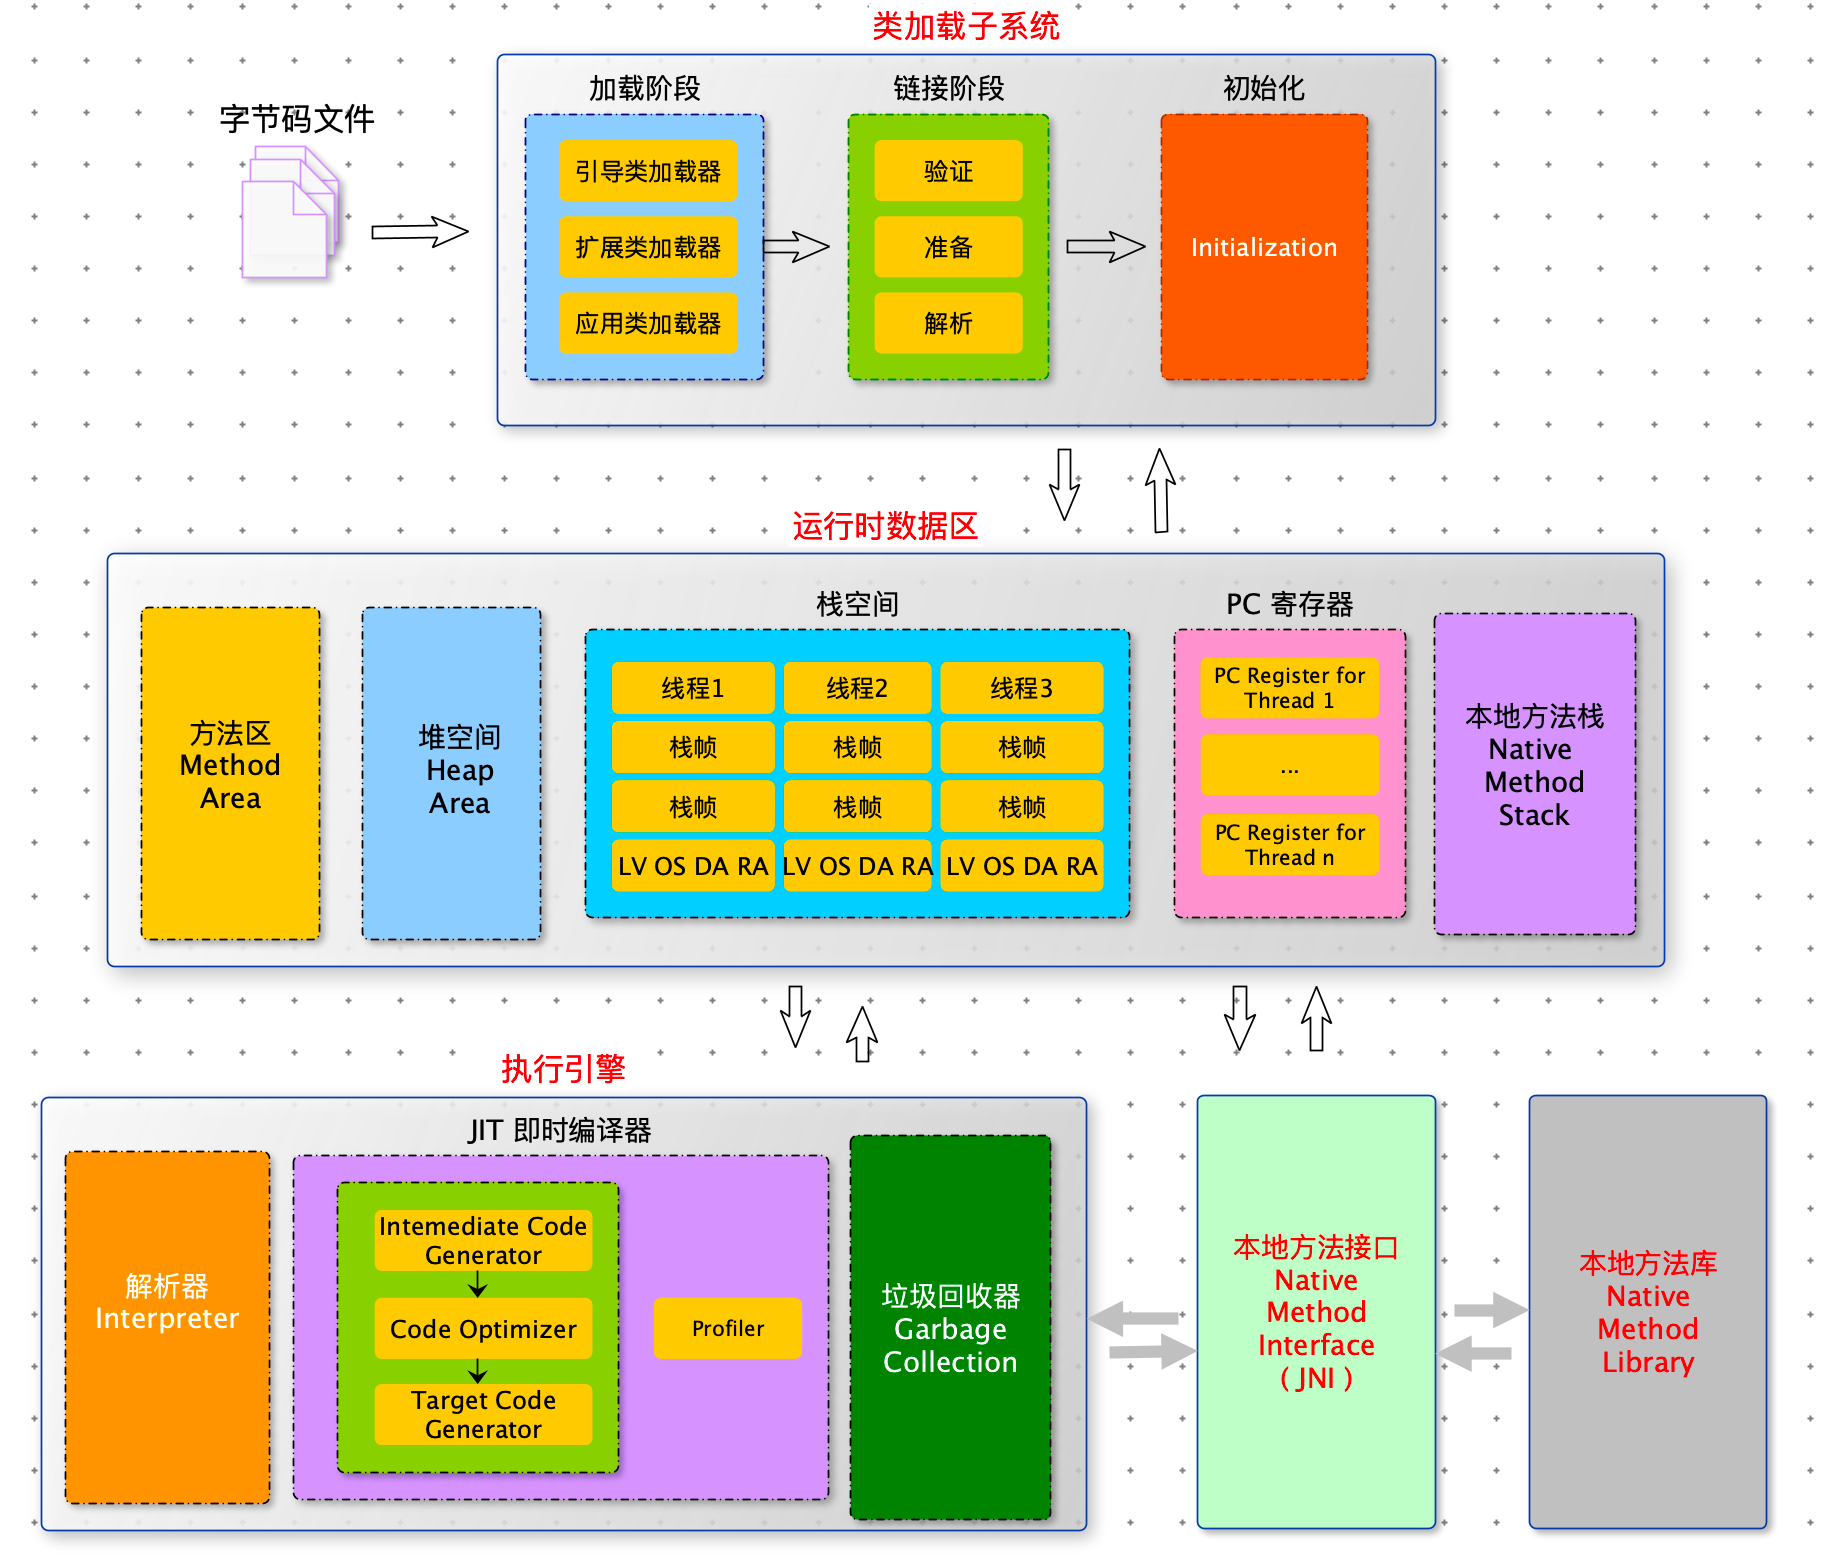 类加载子系统
字节码文件
加载阶段
引导类加载器
扩展类加载器
应用类加载器
链接阶段
验证
准备
解析
初始化
Initialization
运行时数据区
方法区
Method
Area
堆空间
Heap
Area
栈空间
线程1 线程2 线程3
栈帧 栈帧 栈帧
栈帧 栈帧 栈帧
LV OS DA RA LV OS DA RA LV OS DA RA
PC 寄存器
PC Register for
Thread 1
...
PC Register for
Thread n
本地方法栈
Native
Method
Stack
执行引擎
解析器
Interpreter
JIT 即时编译器
Intemediate Code
Generator
Code Optimizer
Target Code
Generator
Profiler
垃圾回收器
Garbage
Collection
本地方法接口
Native
Method
Interface
( JNI )
本地方法库
Native
Method
Library